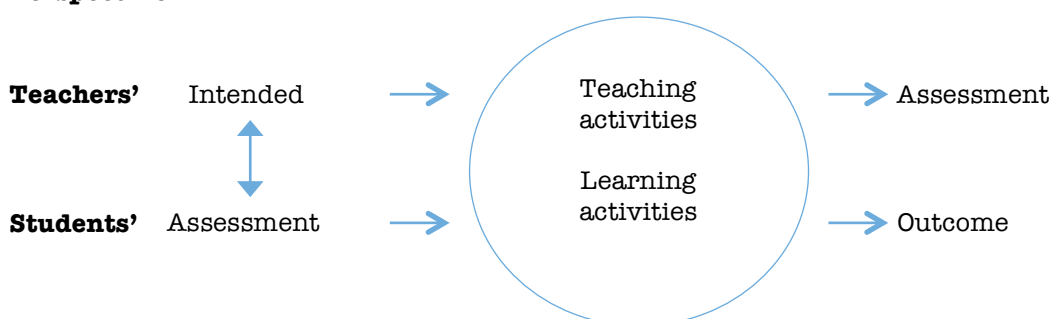 Teachers’ Intended Teaching activities Assessment
Learning activities
Students’ Assessment Outcome